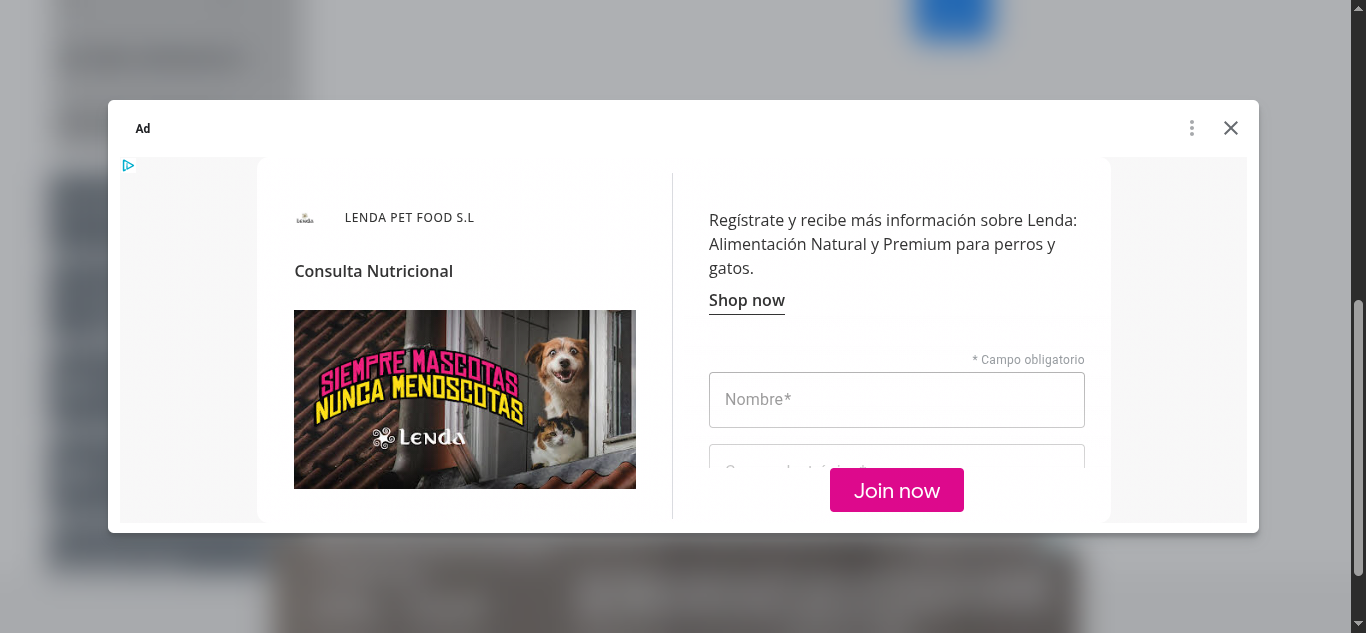 Ad
LENDA PET FOOD S.L
Consulta Nutricional
SIEMPRE MASCOTAS
NUNCA MENOSCOTAS
LENDA
Regístrate y recibe más información sobre Lenda:
Alimentación Natural y Premium para perros y
gatos.
Shop now
* Campo obligatorio
Nombre*
Join now